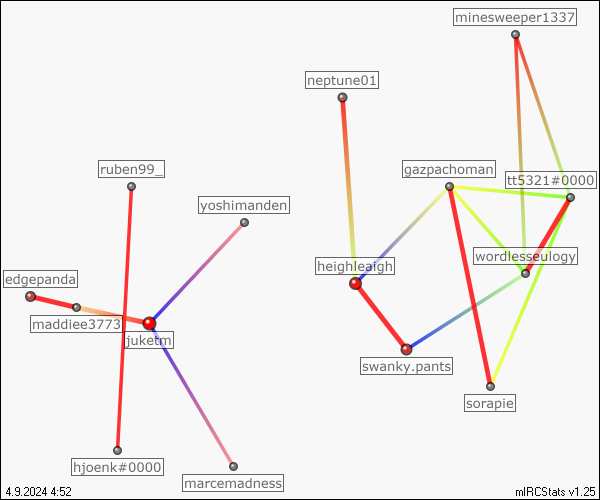 minesweeper1337
neptune01
ruben99_
gazpachoman
tt5321#0000
yoshimanden
wordlesseulogy
heighleaigh
edgepanda
maddiee3773
juketm
swanky.pants
sorapie
hjoenk#0000
marcemadness
4.9.2024 4:52
mIRCStats v1.25